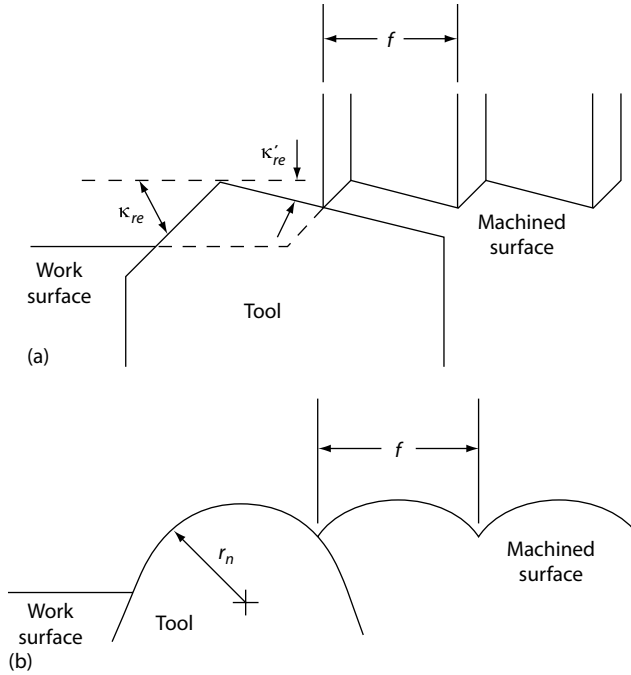 f
κ′re
κre
Machined
surface
Work
surface
Tool
(a)
f
rn
Machined
surface
Work
surface
Tool
(b)